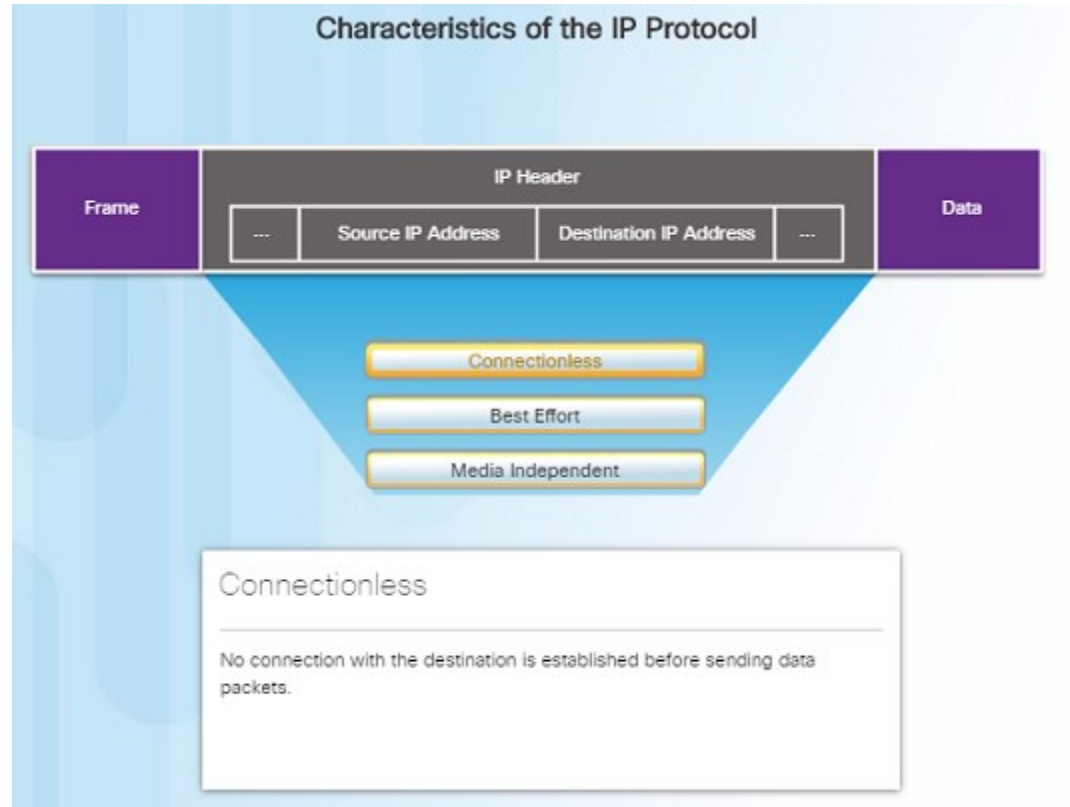 Characteristics of the IP Protocol
IP Header
Frame
---
Source IP Address
Destination IP Address
---
Data
Connectionless
Best Effort
Media Independent
Connectionless
No connection with the destination is established before sending data
packets.